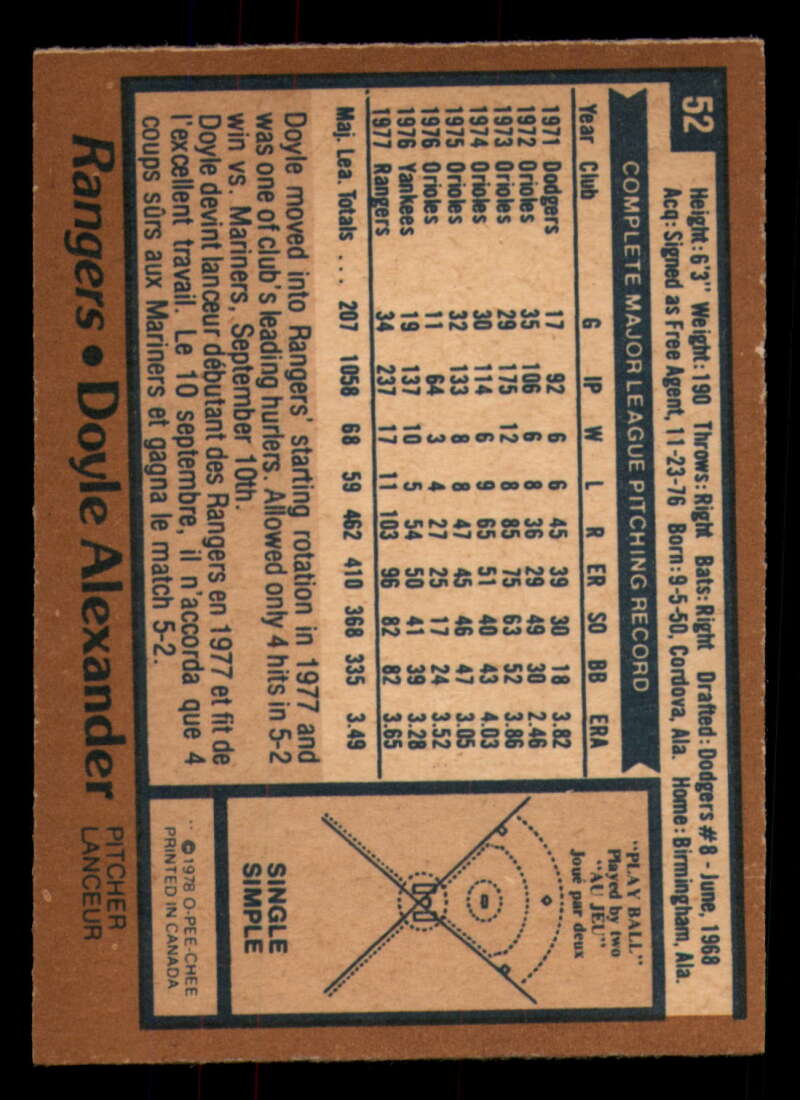 52
Height: 6'3" Weight: 190 Throws: Right Bats: Right Drafted: Dodgers #8 - June, 1968
Acq: Signed as Free Agent, 11-23-76 Born: 9-5-50, Cordova, Ala. Home: Birmingham, Ala.
COMPLETE MAJOR LEAGUE PITCHING RECORD
Year Club G IP W L R ER SO BB ERA
1971 Dodgers 17 92 6 6 45 39 30 18 3.82
1972 Orioles 35 106 6 8 36 29 49 30 2.46
1973 Orioles 29 175 12 8 85 75 63 52 3.86
1974 Orioles 30 114 6 9 65 51 40 43 4.03
1975 Orioles 32 133 8 8 47 45 46 47 3.05
1976 Orioles 11 64 3 4 27 25 17 24 3.52
1976 Yankees 19 137 10 5 54 50 41 39 3.28
1977 Rangers 34 237 17 11 103 96 82 82 3.65
Maj. Lea. Totals ... 207 1058 68 59 462 410 368 335 3.49
Doyle moved into Rangers' starting rotation in 1977 and
was one of club's leading hurlers. Allowed only 4 hits in 5-2
win vs. Mariners, September 10th.
Doyle devint lanceur débutant des Rangers en 1977 et fit de
l'excellent travail. Le 10 septembre, il n'accorda que 4
coups sûrs aux Mariners et gagna le match 5-2.
"PLAY BALL"
Played by two
"AU JEU"
Joué par deux
SINGLE
SIMPLE
** ©1978 O-PEE-CHEE
PRINTED IN CANADA
Rangers • Doyle Alexander
PITCHER
LANCEUR